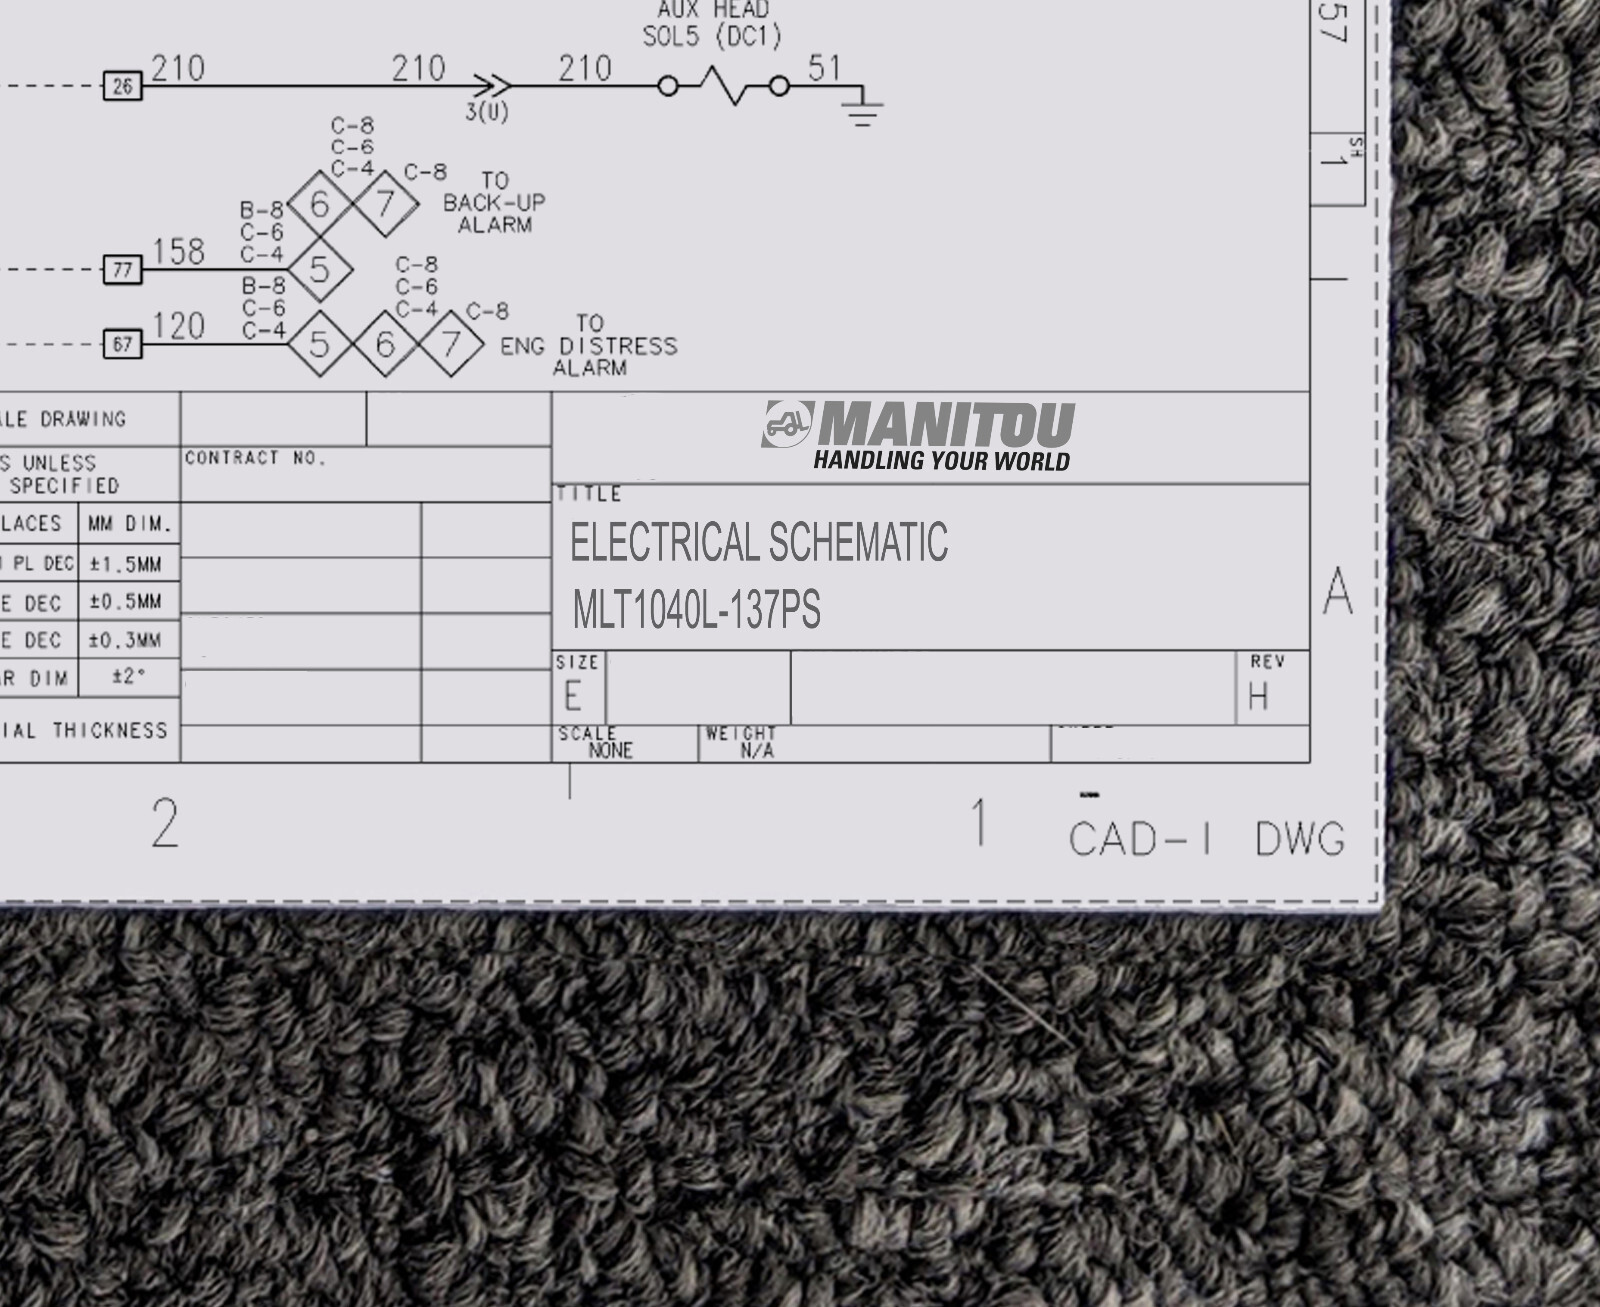 AUX HEAD
SOL5 (DC1)
26 210 210 210 51
3(U)
57
SH
1
C-8
C-6
C-4
6 7 C-8
TO
BACK-UP
ALARM
B-8
C-6
C-4
77 158 5
C-8
C-6
C-4
B-8
C-6
C-4
67 120 5 6 7 C-8
TO
ENG DISTRESS
ALARM
DRAWING
CONTRACT NO.
S UNLESS
SPECIFIED
LACES MM DIM.
PL DEC ±1.5MM
E DEC ±0.5MM
E DEC ±0.3MM
R DIM ±2°
IAL THICKNESS
MANITOU
HANDLING YOUR WORLD
TITLE
ELECTRICAL SCHEMATIC
MLT1040L-137PS
A
SIZE
E
REV
H
SCALE
NONE
WEIGHT
N/A
2
1
CAD-1 DWG